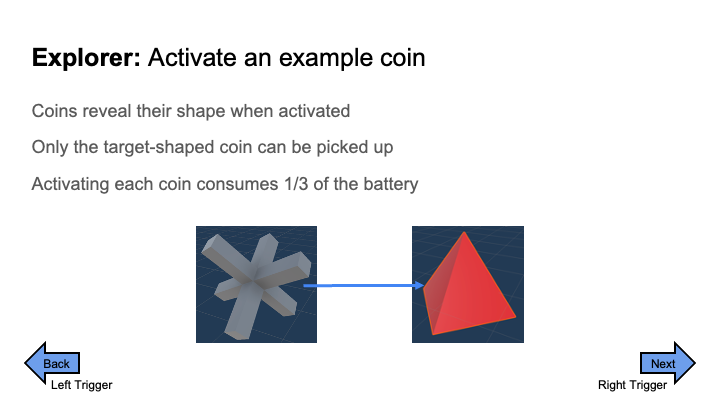 Explorer: Activate an example coin
Coins reveal their shape when activated
Only the target-shaped coin can be picked up
Activating each coin consumes 1/3 of the battery
Back
Left Trigger
Next
Right Trigger